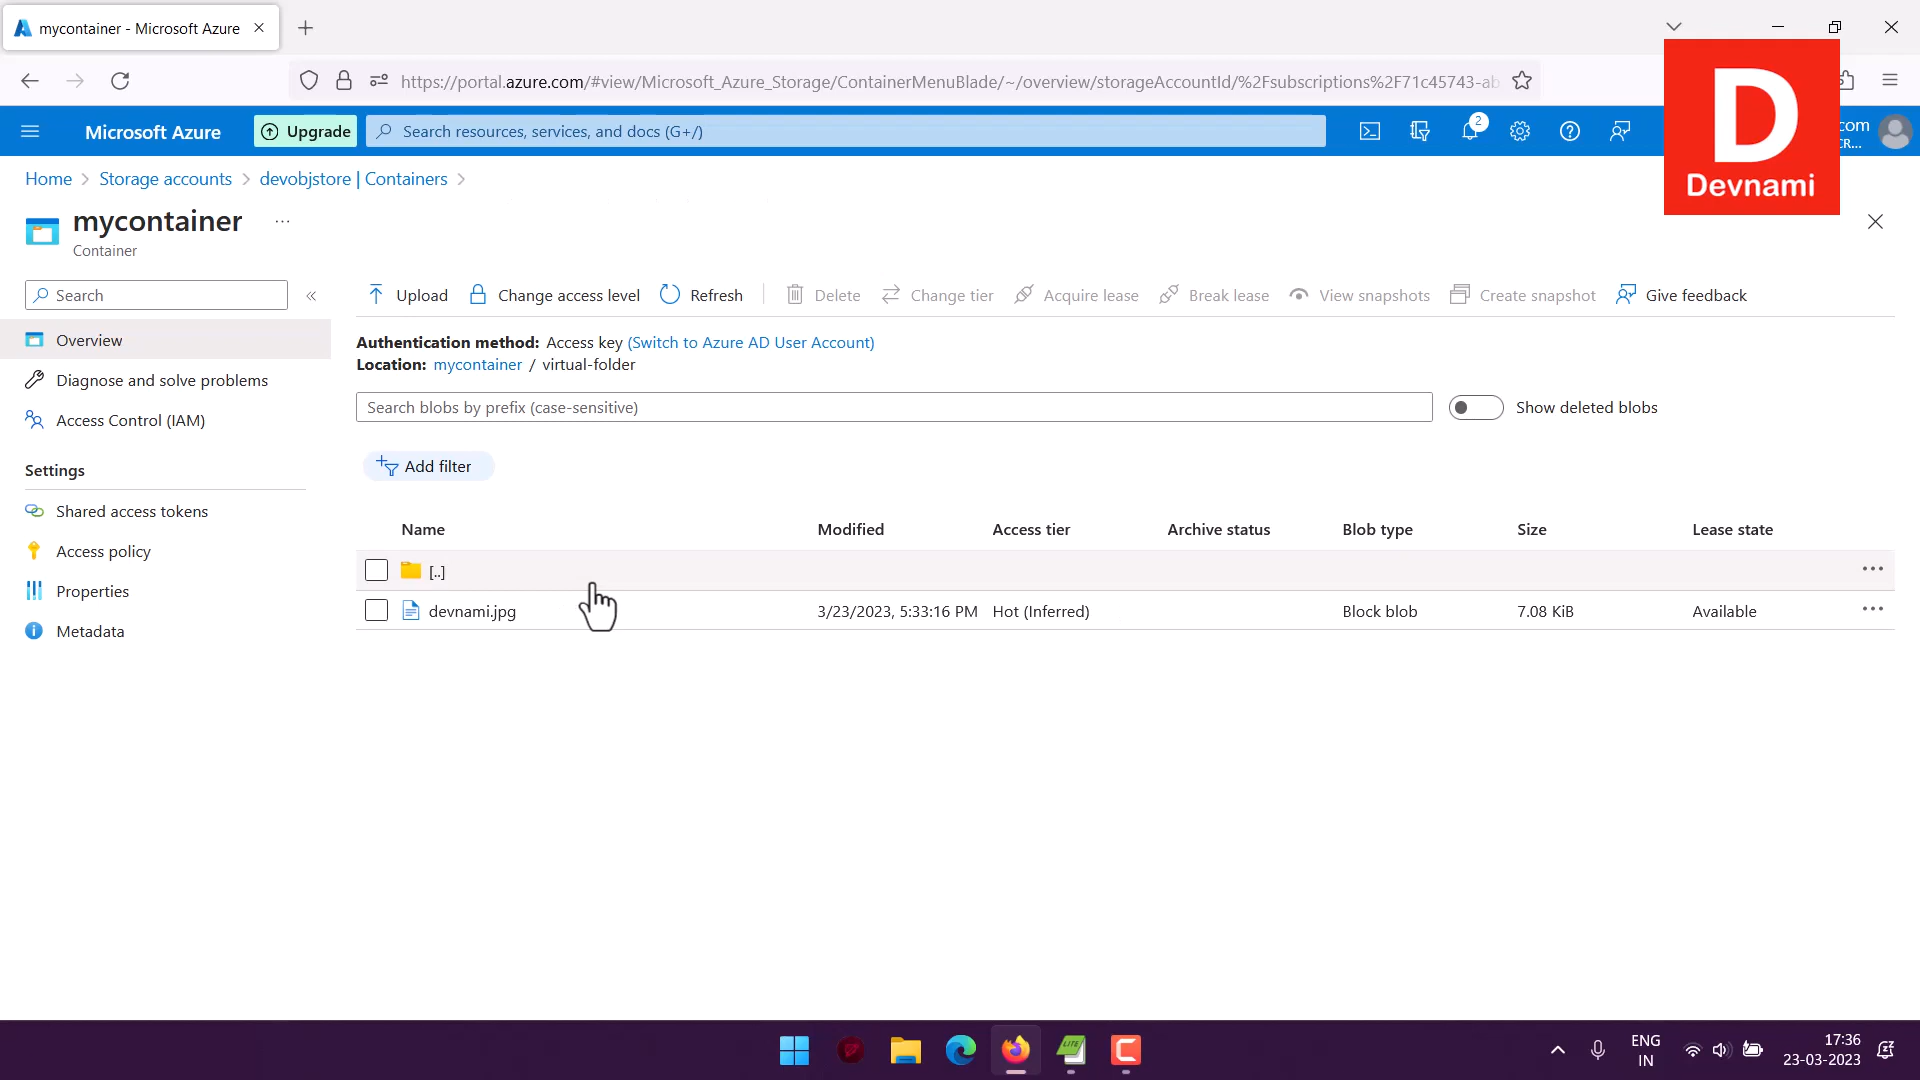 mycontainer - Microsoft Azure
https://portal.azure.com/#view/Microsoft_Azure_Storage/ContainerMenuBlade/~/overview/storageAccountId/%2Fsubscriptions%2F71c45743-ab
Microsoft Azure
Upgrade
Search resources, services, and docs (G+/)
2
com
CR...
D
Devnami
Home > Storage accounts > devobjstore | Containers >
mycontainer ...
Container
Search «
Upload
Change access level
Refresh
Delete
Change tier
Acquire lease
Break lease
View snapshots
Create snapshot
Give feedback
Overview
Diagnose and solve problems
Access Control (IAM)
Settings
Shared access tokens
Access policy
Properties
Metadata
Authentication method: Access key (Switch to Azure AD User Account)
Location: mycontainer / virtual-folder
Search blobs by prefix (case-sensitive)
Show deleted blobs
Add filter
Name Modified Access tier Archive status Blob type Size Lease state
[..] ...
devnami.jpg 3/23/2023, 5:33:16 PM Hot (Inferred) Block blob 7.08 KiB Available ...
LITE
C
ENG
IN
17:36
23-03-2023